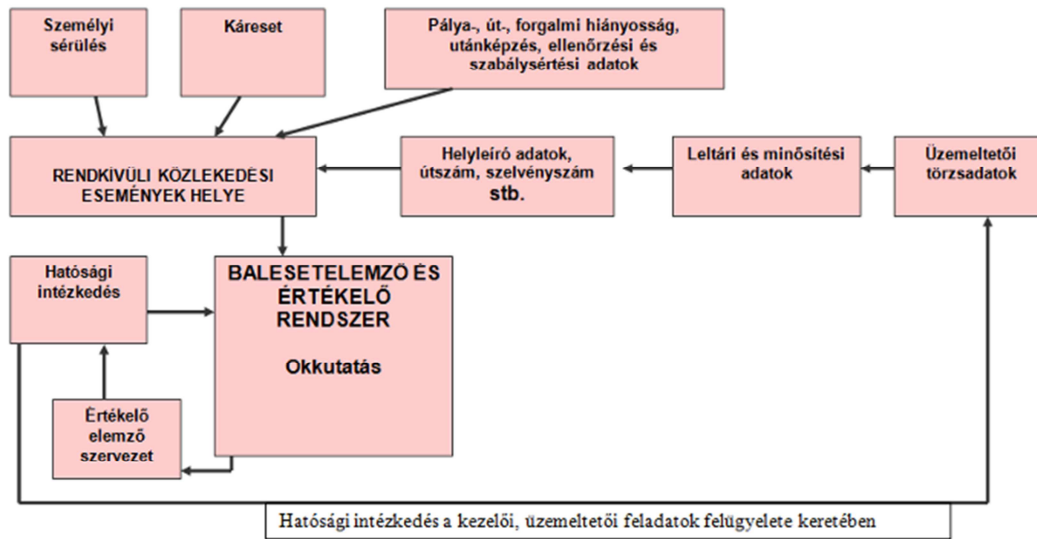 Személyi
sérülés
Káreset
Pálya-, út-, forgalmi hiányosság,
utánképzés, ellenőrzési és
szabálysértési adatok
RENDKÍVÜLI KÖZLEKEDÉSI
ESEMÉNYEK HELYE
Helyleíró adatok,
útszám, szelvényszám
stb.
Leltári és minősítési
adatok
Üzemeltetői
törzsadatok
Hatósági
intézkedés
BALESETELEMZŐ ÉS
ÉRTÉKELŐ
RENDSZER
Okkutatás
Értékelő
elemző
szervezet
Hatósági intézkedés a kezelői, üzemeltetői feladatok felügyelete keretében